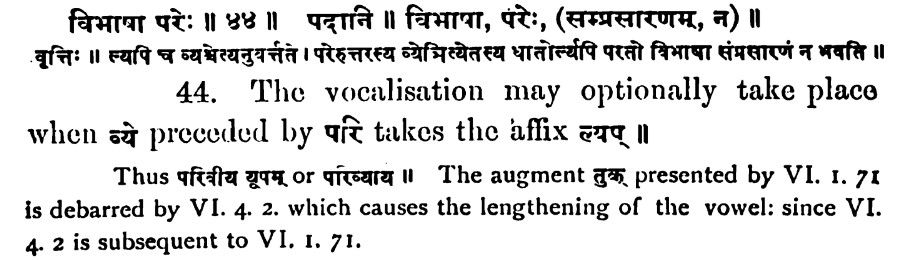 विभाषा परेः ॥ ४४ ॥ पदानि ॥ विभाषा, परेः, (सम्प्रसारणम्, न) ॥
वृत्तिः ॥ ल्यपि च व्यश्चेत्यनुवर्त्तते । परेरुत्तरस्य व्येञित्येतस्य धातोर्ल्यपि परतो विभाषा संप्रसारणं न भवति ॥
44. The vocalisation may optionally take place
when व्ये preceded by परि takes the affix ल्यप् ॥
Thus परिवीय यूपम् or परिव्याय ॥ The augment तुक् presented by VI. 1. 71
is debarred by VI. 4. 2. which causes the lengthening of the vowel: since VI.
4. 2 is subsequent to VI. 1. 71.